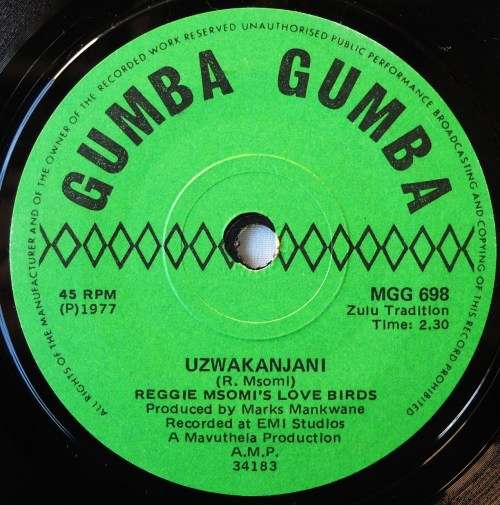 ALL RIGHTS OF THE MANUFACTURER AND OF THE OWNER OF THE RECORDED WORK RESERVED UNAUTHORISED PUBLIC PERFORMANCE BROADCASTING AND COPYING OF THIS RECORD PROHIBITED
GUMBA GUMBA
45 RPM
(P)1977
MGG 698
Zulu Tradition
Time: 2.30
UZWAKANJANI
(R. Msomi)
REGGIE MSOMI'S LOVE BIRDS
Produced by Marks Mankwane
Recorded at EMI Studios
A Mavuthela Production
A.M.P.
34183